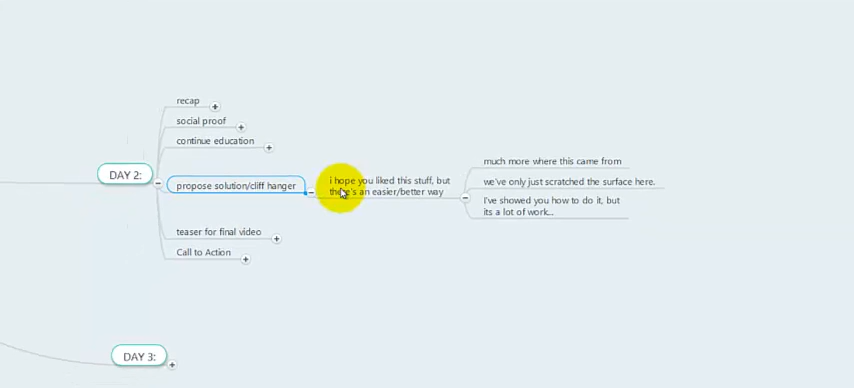 recap
social proof
continue education
DAY 2:
propose solution/cliff hanger
i hope you liked this stuff, but
there's an easier/better way
much more where this came from
we've only just scratched the surface here.
I've showed you how to do it, but
its a lot of work...
teaser for final video
Call to Action
DAY 3: